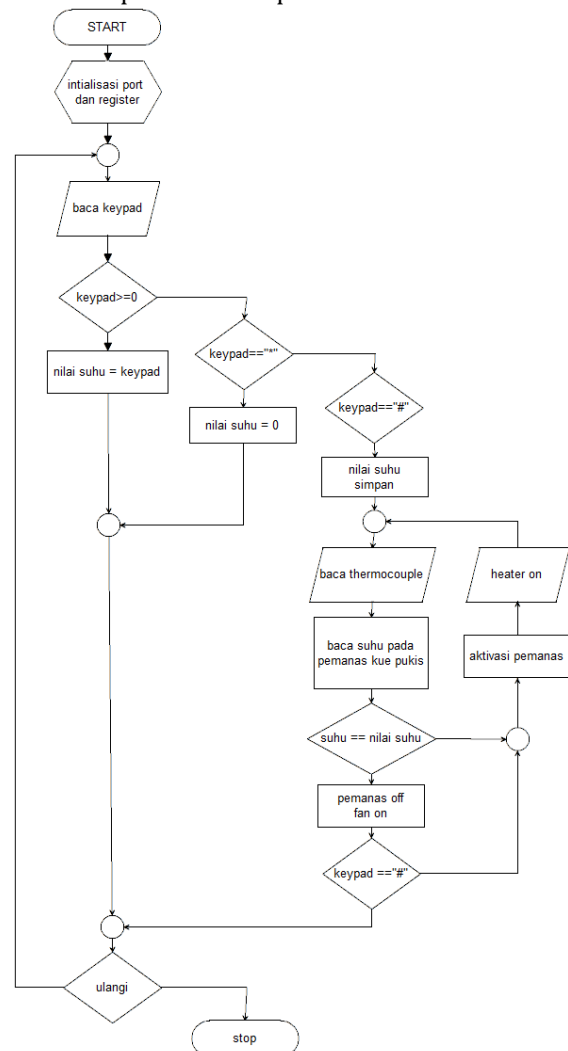 START
intialisasi port
dan register
baca keypad
keypad>=0
keypad=="*"
nilai suhu = keypad
keypad=="#"
nilai suhu = 0
nilai suhu
simpan
baca thermocouple
heater on
baca suhu pada
pemanas kue pukis
aktivasi pemanas
suhu == nilai suhu
pemanas off
fan on
keypad =="#"
ulangi
stop